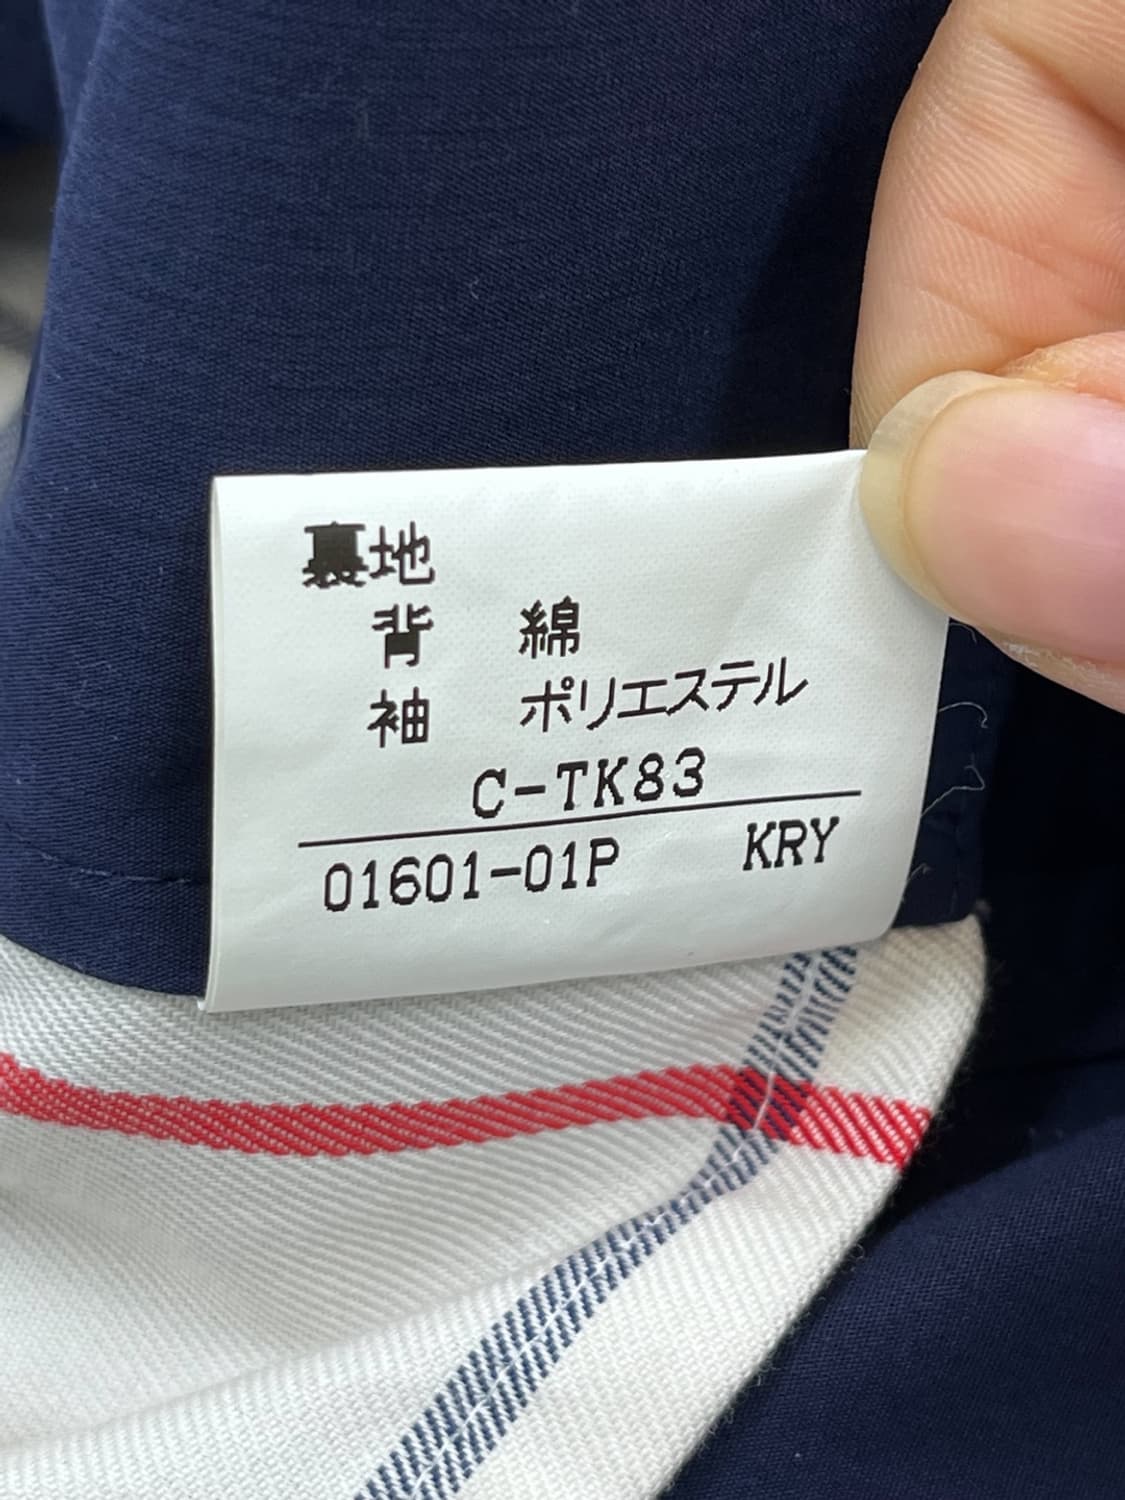 裏地
背 綿
袖 ポリエステル
C-TK83
01601-01P KRY